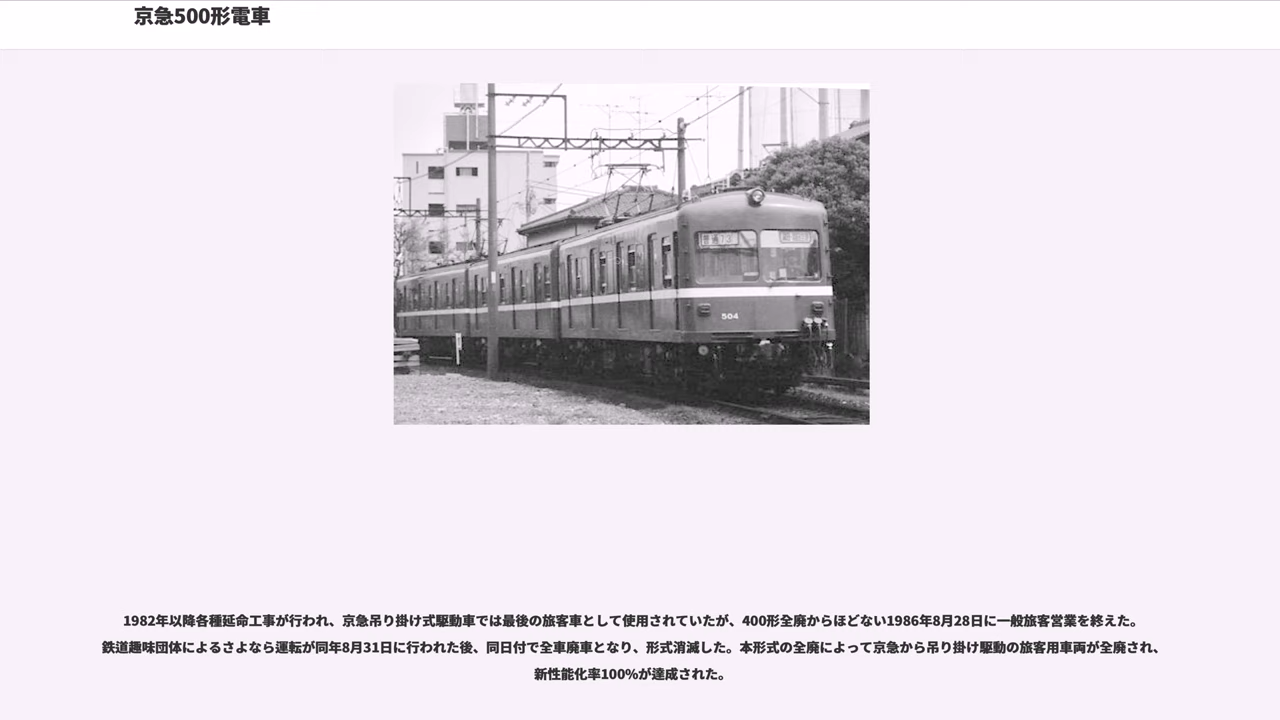 京急500形電車
普通
504
1982年以降各種延命工事が行われ、京急吊り掛け式駆動車では最後の旅客車として使用されていたが、400形全廃からほどない1986年8月28日に一般旅客営業を終えた。
鉄道趣味団体によるさよなら運転が同年8月31日に行われた後、同日付で全車廃車となり、形式消滅した。本形式の全廃によって京急から吊り掛け駆動の旅客用車両が全廃され、
新性能化率100%が達成された。